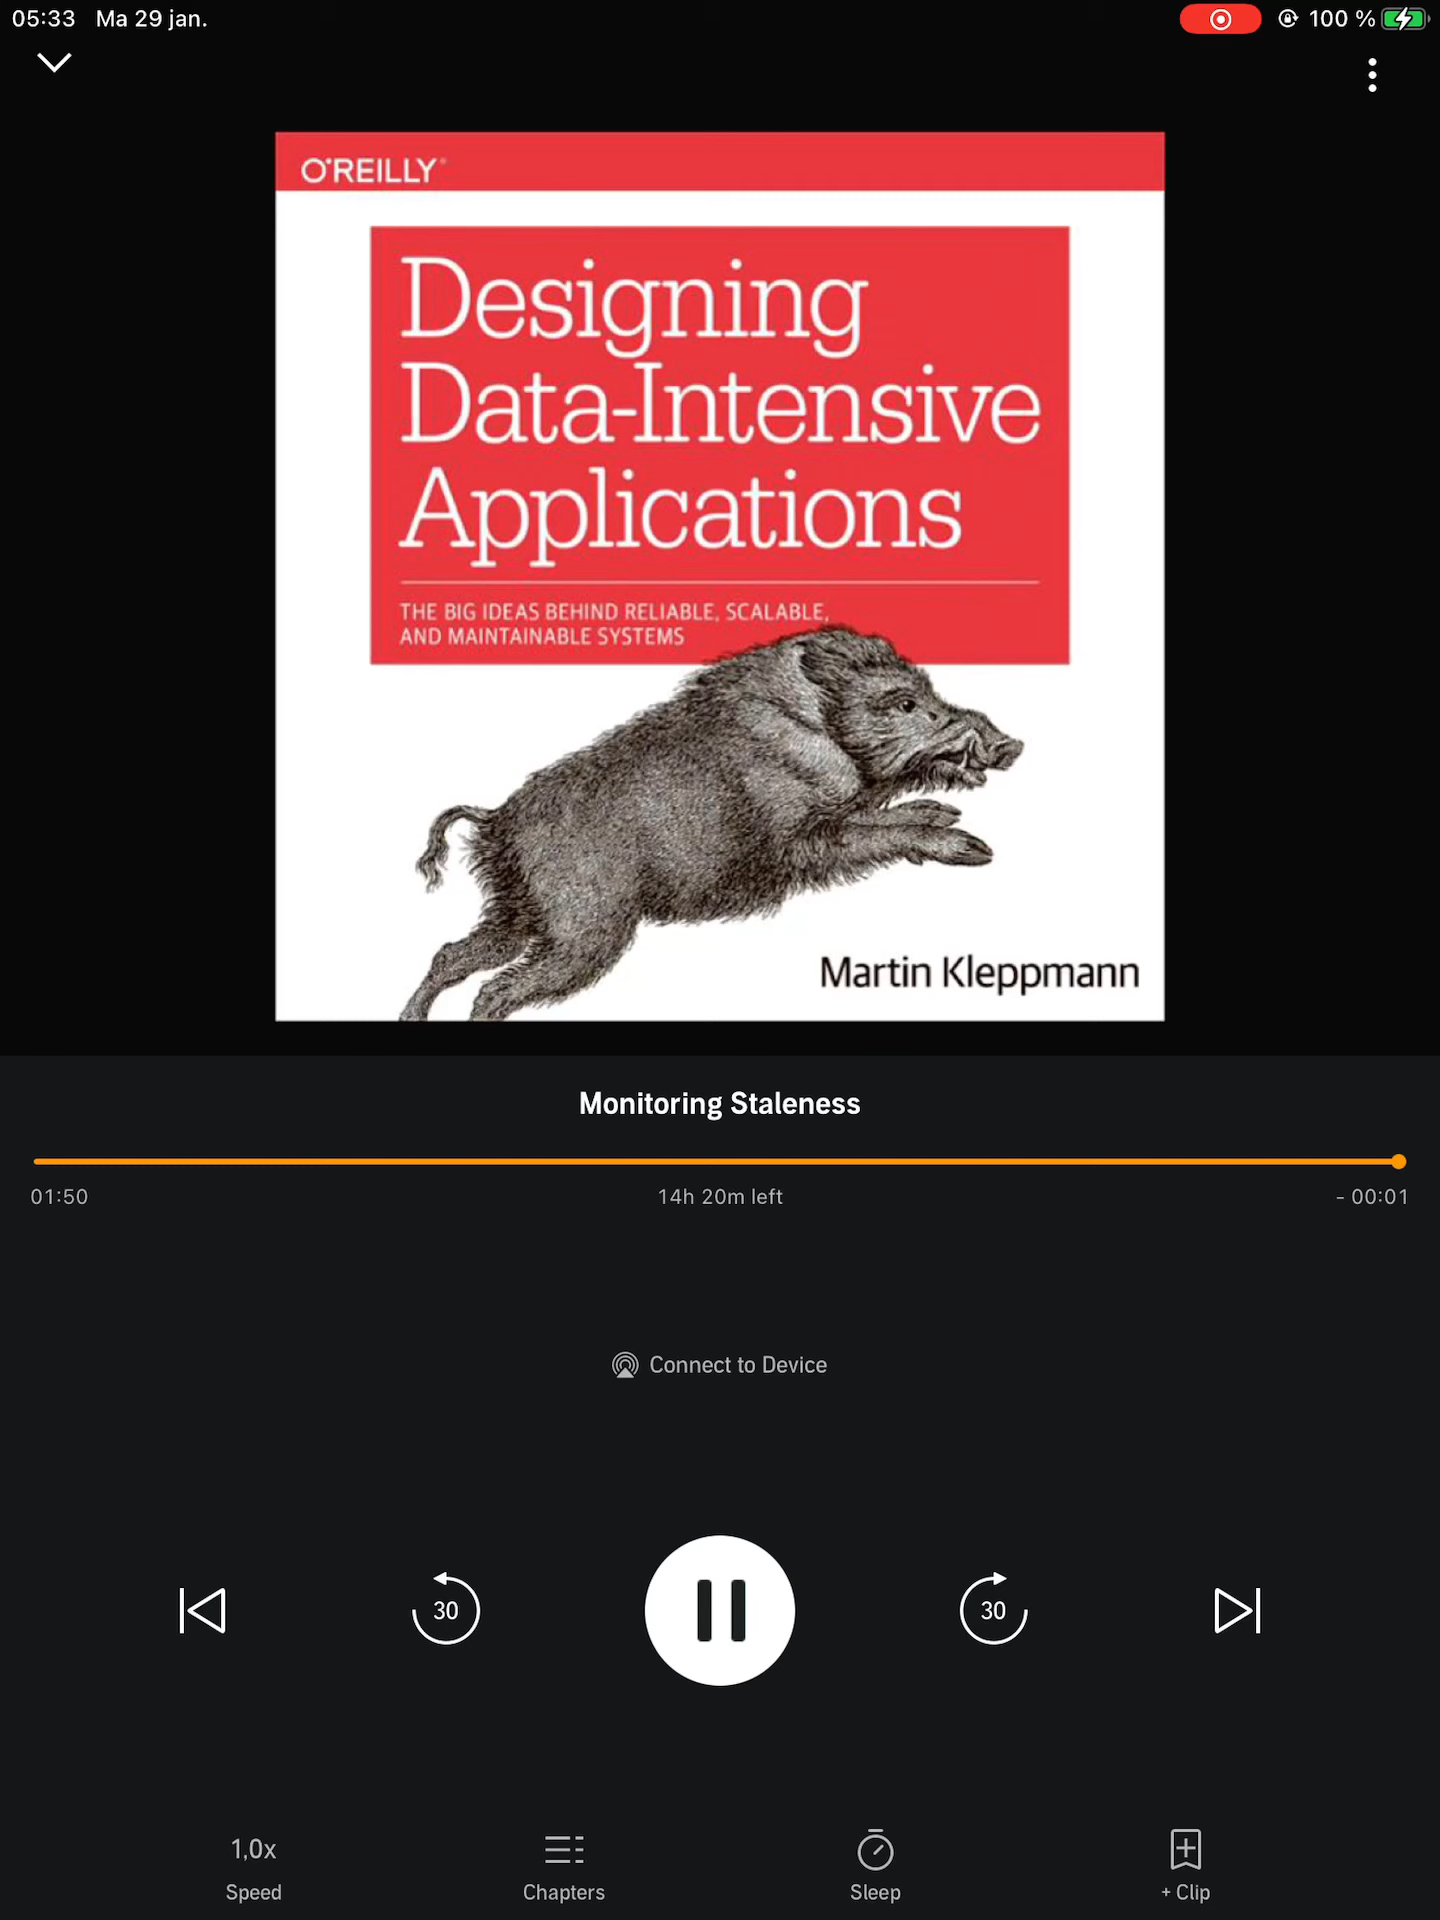 05:33 Ma 29 jan.
100 %
O'REILLY®
Designing
Data-Intensive
Applications
THE BIG IDEAS BEHIND RELIABLE, SCALABLE,
AND MAINTAINABLE SYSTEMS
Martin Kleppmann
Monitoring Staleness
01:50 14h 20m left - 00:01
Connect to Device
30 30
1,0x
Speed Chapters Sleep + Clip